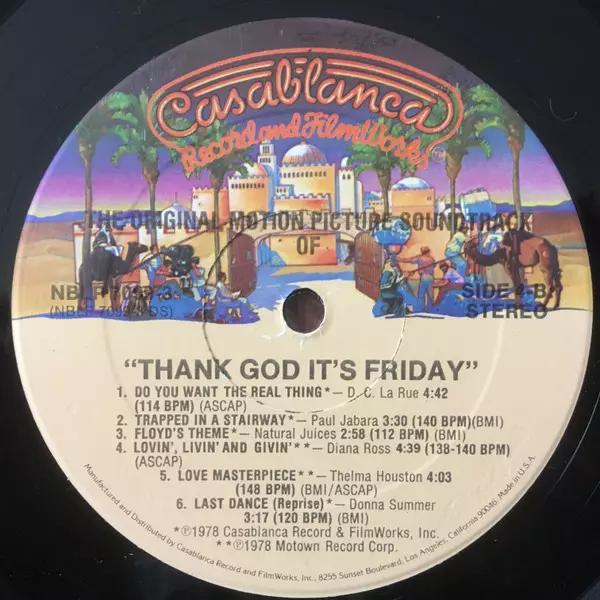 Casablanca
Record and FilmWorks
THE ORIGINAL MOTION PICTURE SOUNDTRACK
OF
SIDE 4-B
STEREO
"THANK GOD IT'S FRIDAY"
1. DO YOU WANT THE REAL THING* — D. C. La Rue 4:42
(114 BPM) (ASCAP)
2. TRAPPED IN A STAIRWAY* — Paul Jabara 3:30 (140 BPM)(BMI)
3. FLOYD'S THEME* — Natural Juices 2:58 (112 BPM) (BMI)
4. LOVIN', LIVIN' AND GIVIN'** — Diana Ross 4:39 (138-140 BPM)
(ASCAP)
5. LOVE MASTERPIECE** — Thelma Houston 4:03
(148 BPM) (BMI/ASCAP)
6. LAST DANCE (Reprise)* — Donna Summer
3:17 (120 BPM) (BMI)
*℗1978 Casablanca Record & FilmWorks, Inc.
**℗1978 Motown Record Corp.
Manufactured and Distributed by Casablanca Record and FilmWorks, Inc., 8255 Sunset Boulevard, Los Angeles, California 90046. Made in U.S.A.